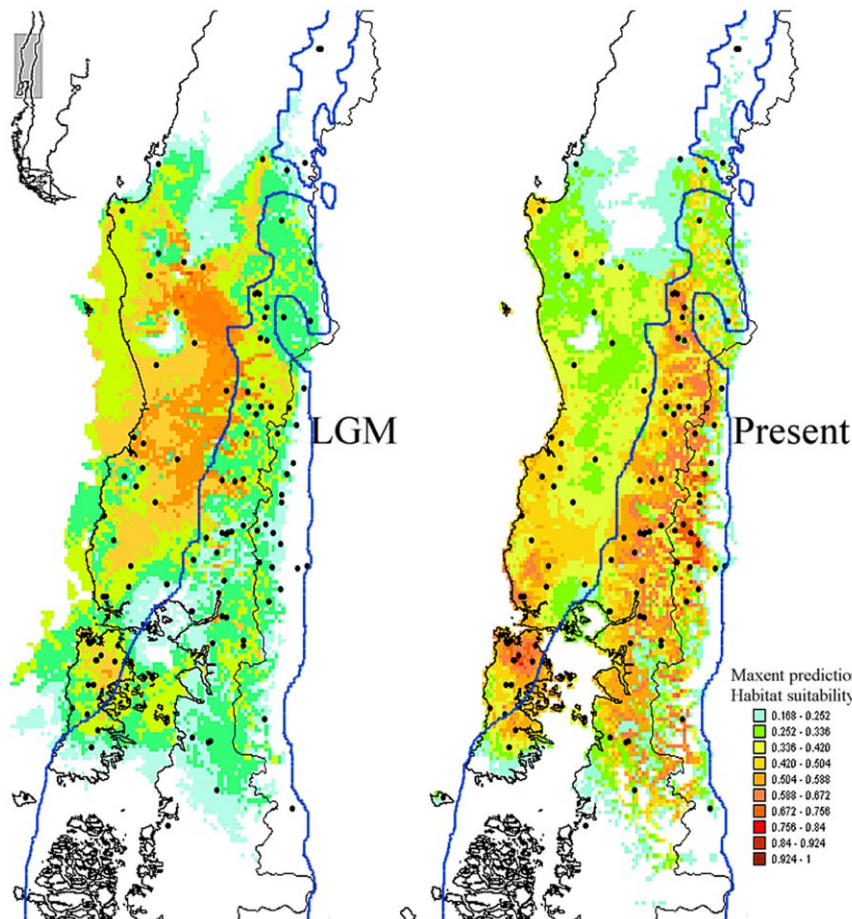 LGM
Present
Maxent prediction
Habitat suitability
0.168 - 0.252
0.252 - 0.336
0.336 - 0.420
0.420 - 0.504
0.504 - 0.588
0.588 - 0.672
0.672 - 0.756
0.756 - 0.84
0.84 - 0.924
0.924 - 1